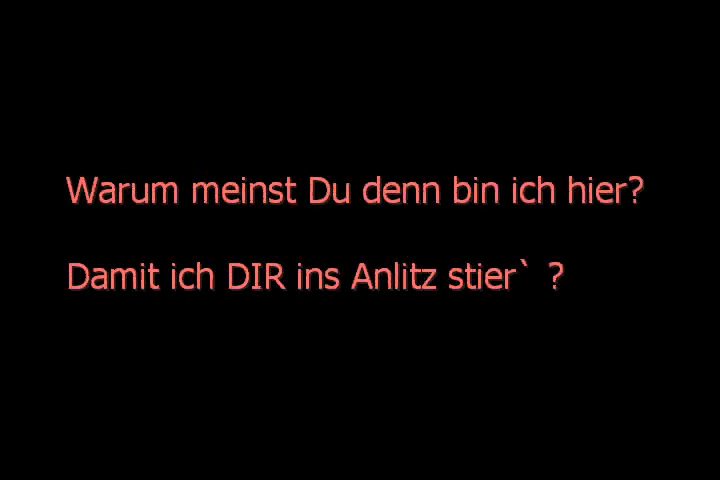 Warum meinst Du denn bin ich hier?
Damit ich DIR ins Anlitz stier` ?